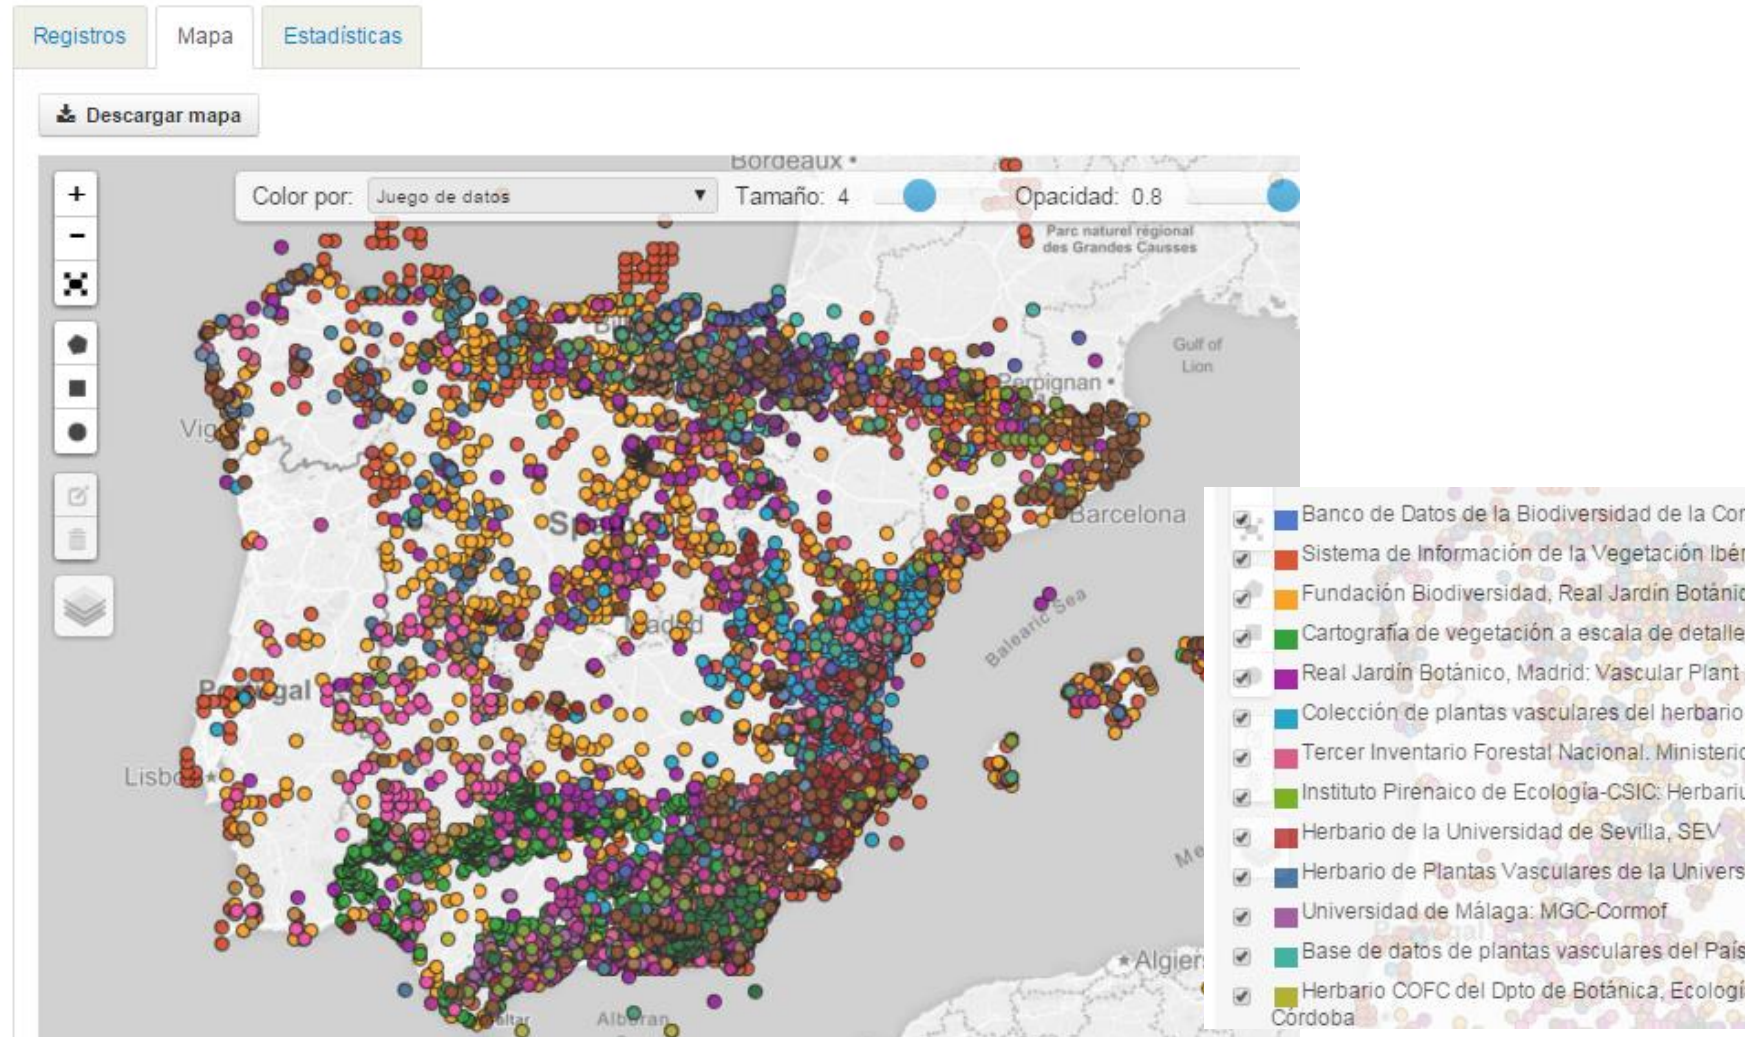 Registros Mapa Estadísticas
Descargar mapa
Bordeaux
+
Color por: Juego de datos Tamaño: 4 Opacidad: 0.8
-
Parc naturel régional
des Grandes Causses
Gulf of
Lion
Perpignan
Barcelona
Balearic Sea
Portugal
Algier
Banco de Datos de la Biodiversidad de la Com
Sistema de Información de la Vegetación Ibér
Fundación Biodiversidad, Real Jardín Botánic
Cartografía de vegetación a escala de detalle
Real Jardín Botánico, Madrid: Vascular Plant
Colección de plantas vasculares del herbario
Tercer Inventario Forestal Nacional. Ministerio
Instituto Pirenaico de Ecología-CSIC: Herbariu
Herbario de la Universidad de Sevilla, SEV
Herbario de Plantas Vasculares de la Univers
Universidad de Málaga: MGC-Cormof
Base de datos de plantas vasculares del País
Herbario COFC del Dpto de Botánica, Ecologí
Córdoba